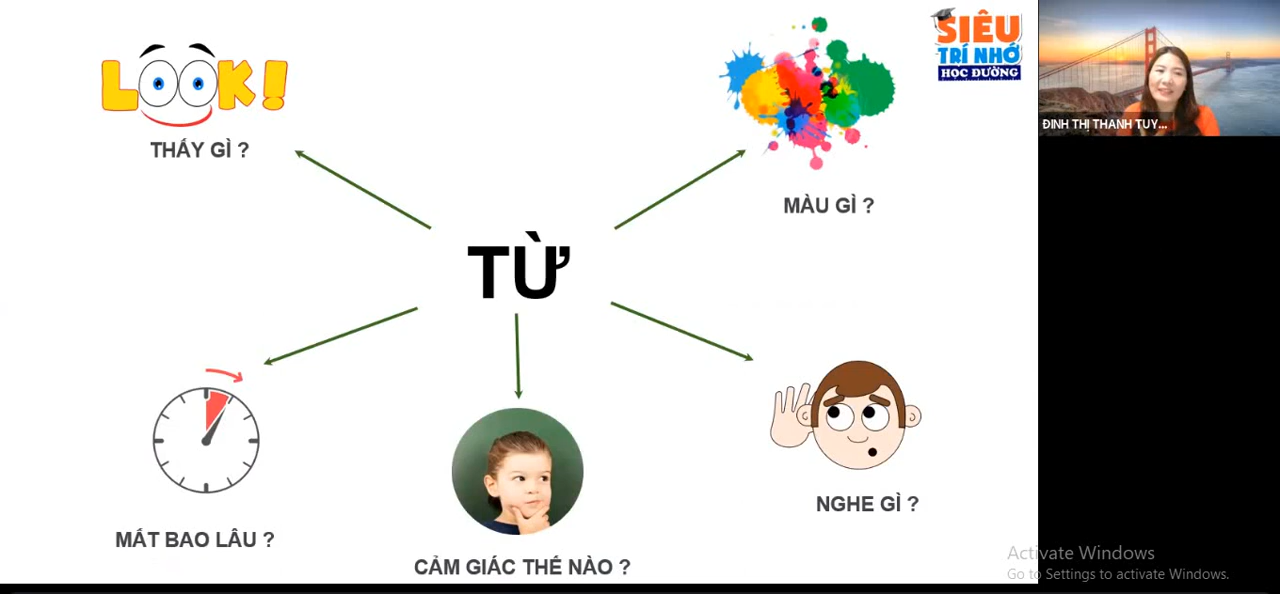 LOOK!
THẤY GÌ ?
SIÊU
TRÍ NHỚ
HỌC ĐƯỜNG
ĐINH THỊ THANH TUY...
MÀU GÌ ?
TỪ
NGHE GÌ ?
MẤT BAO LÂU ?
CẢM GIÁC THẾ NÀO ?
Activate Windows
Go to Settings to activate Windows.